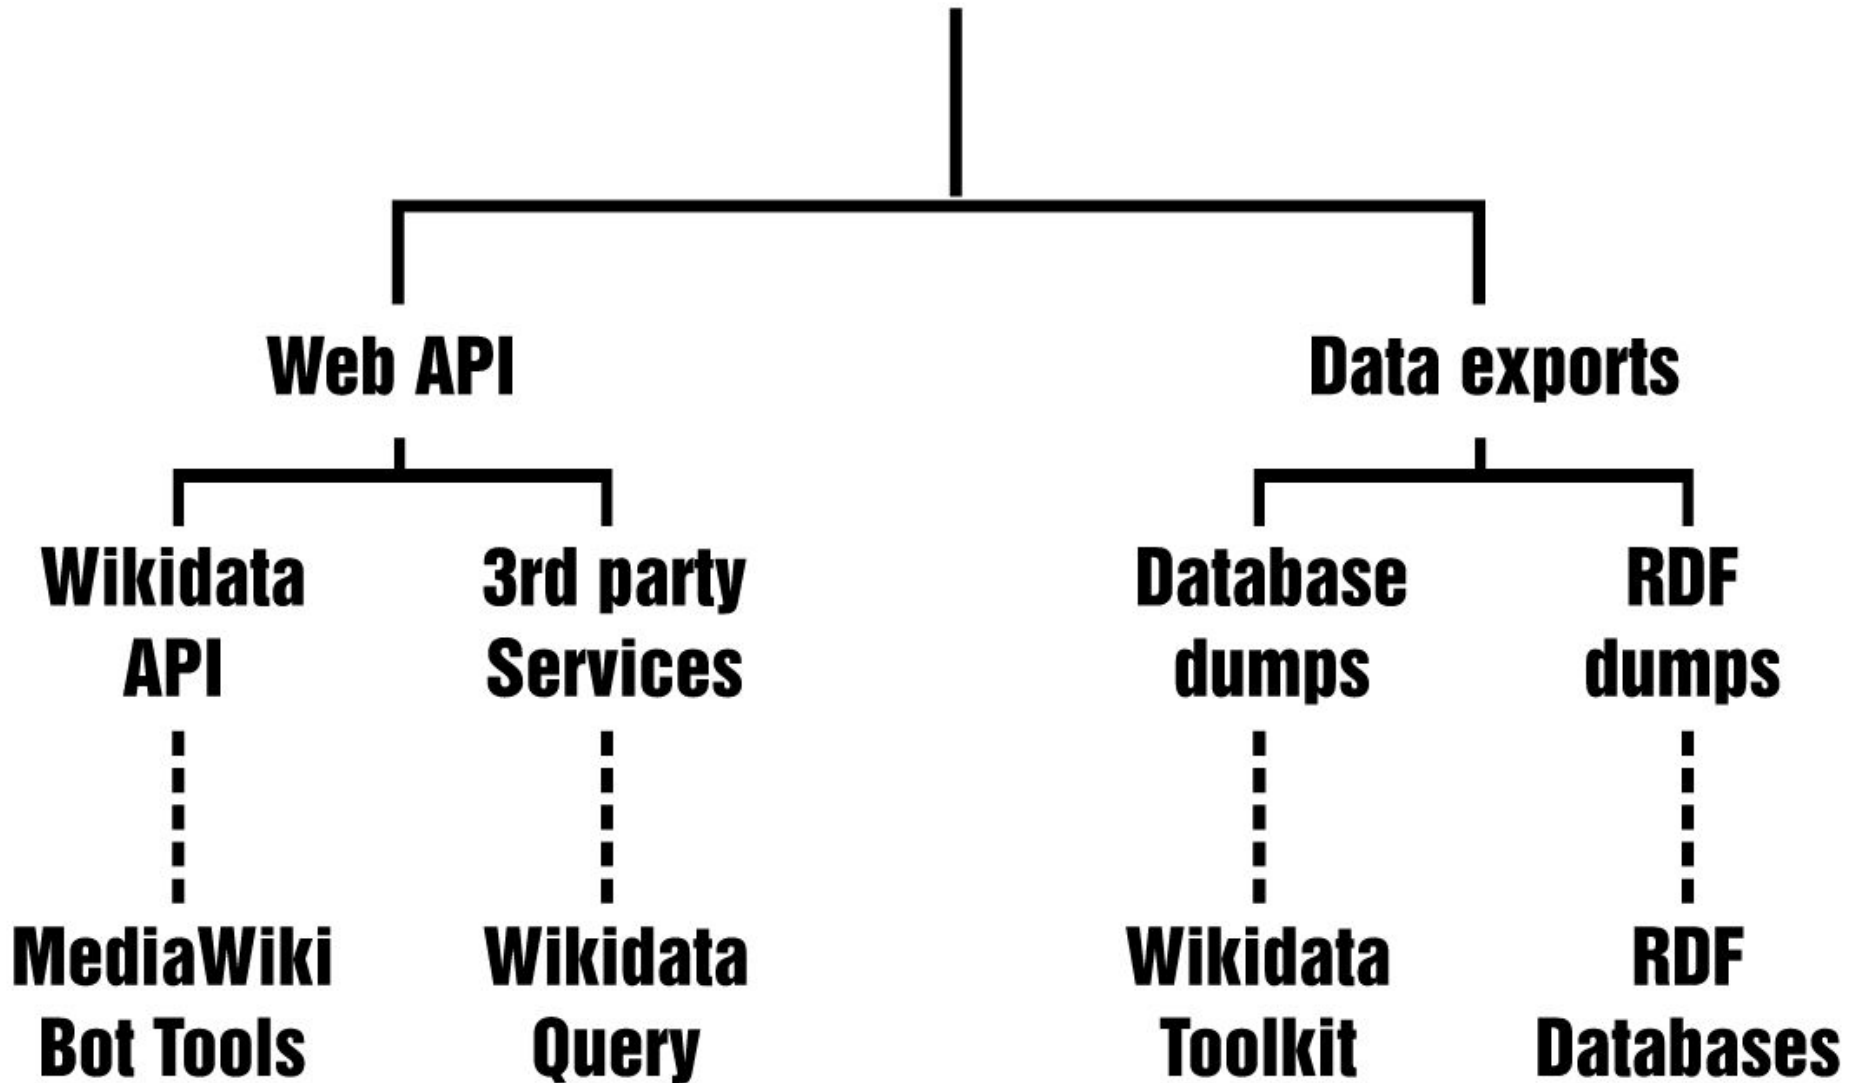 Web API
Data exports
Wikidata
API
3rd party
Services
Database
dumps
RDF
dumps
MediaWiki
Bot Tools
Wikidata
Query
Wikidata
Toolkit
RDF
Databases